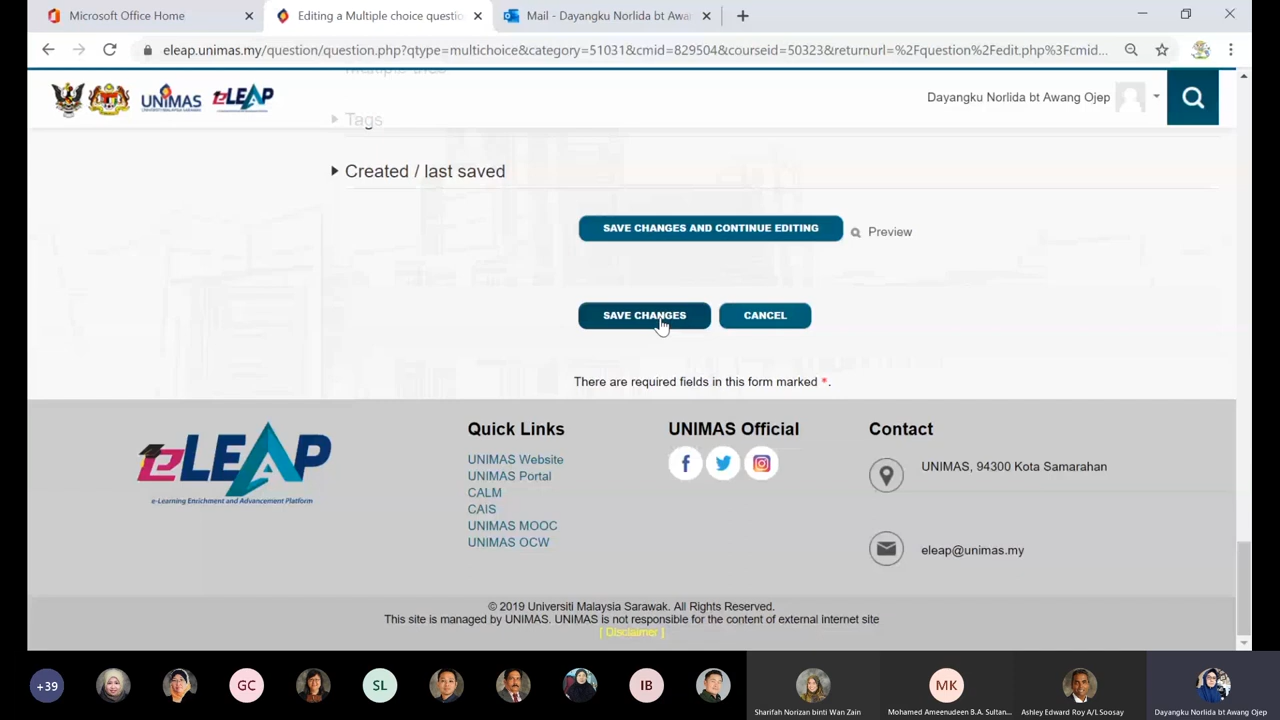 Microsoft Office Home
Editing a Multiple choice questio
Mail - Dayangku Norlida bt Awa
eleap.unimas.my/question/question.php?qtype=multichoice&category=51031&cmid=829504&courseid=50323&returnurl=%2Fquestion%2Fedit.php%3Fcmid...
UNIMAS
eLEAP
Dayangku Norlida bt Awang Ojep
Tags
Created / last saved
SAVE CHANGES AND CONTINUE EDITING
Preview
SAVE CHANGES
CANCEL
There are required fields in this form marked *.
eLEAP
e-Learning Enrichment and Advancement Platform
Quick Links
UNIMAS Website
UNIMAS Portal
CALM
CAIS
UNIMAS MOOC
UNIMAS OCW
UNIMAS Official
Contact
UNIMAS, 94300 Kota Samarahan
eleap@unimas.my
© 2019 Universiti Malaysia Sarawak. All Rights Reserved.
This site is managed by UNIMAS. UNIMAS is not responsible for the content of external internet site
[ Disclaimer ]
+39
GC
SL
IB
MK
Sharifah Norizan binti Wan Zain
Mohamed Ameenudeen B.A. Sultan...
Ashley Edward Roy A/L Soosay
Dayangku Norlida bt Awang Ojep